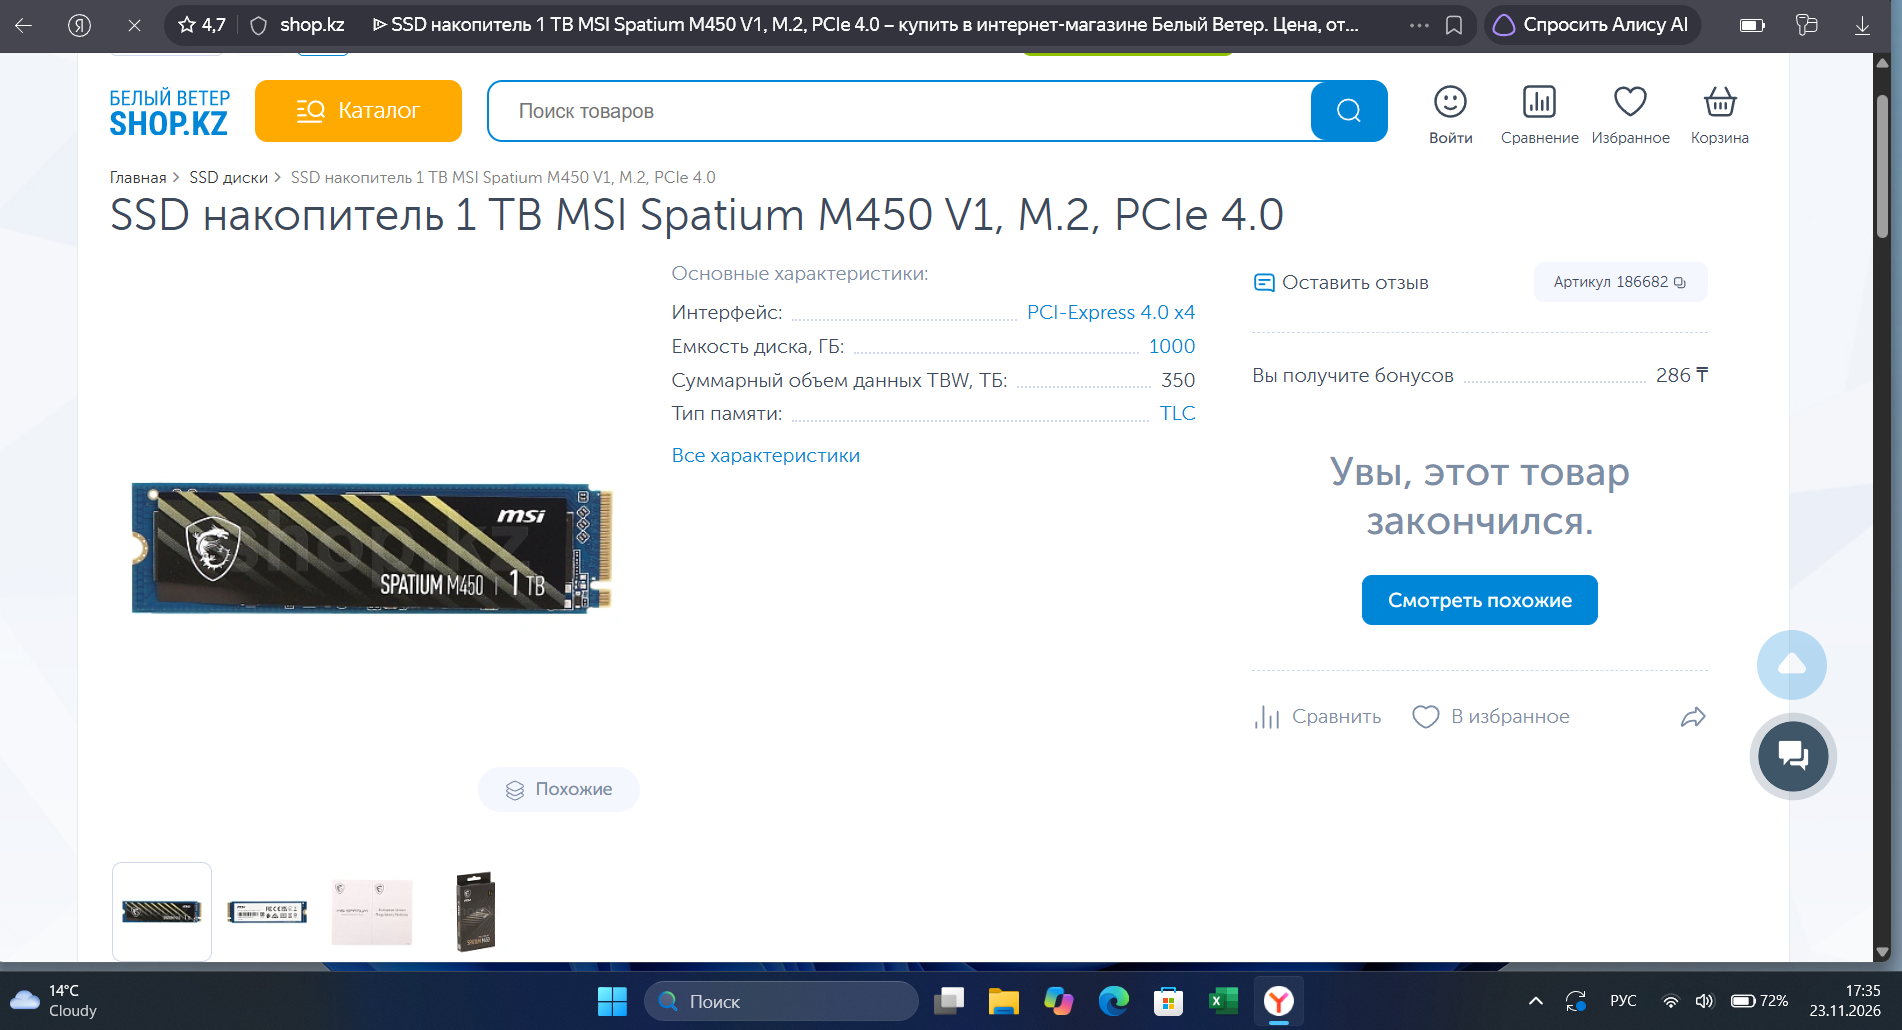 4,7
shop.kz
SSD накопитель 1 TB MSI Spatium M450 V1, M.2, PCIe 4.0 – купить в интернет-магазине Белый Ветер. Цена, от...
Спросить Алису AI
БЕЛЫЙ ВЕТЕР
SHOP.KZ
Каталог
Поиск товаров
Войти
Сравнение
Избранное
Корзина
Главная > SSD диски > SSD накопитель 1 TB MSI Spatium M450 V1, M.2, PCIe 4.0
SSD накопитель 1 TB MSI Spatium M450 V1, M.2, PCIe 4.0
Основные характеристики:
Интерфейс: PCI-Express 4.0 x4
Емкость диска, ГБ: 1000
Суммарный объем данных TBW, ТБ: 350
Тип памяти: TLC
Все характеристики
Оставить отзыв
Артикул 186682
Вы получите бонусов 286 ₸
Увы, этот товар
закончился.
Смотреть похожие
Сравнить
В избранное
msi
shop.kz
SPATIUM M450 | 1 TB
Похожие
14°C
Cloudy
Поиск
РУС
72%
17:35
23.11.2026